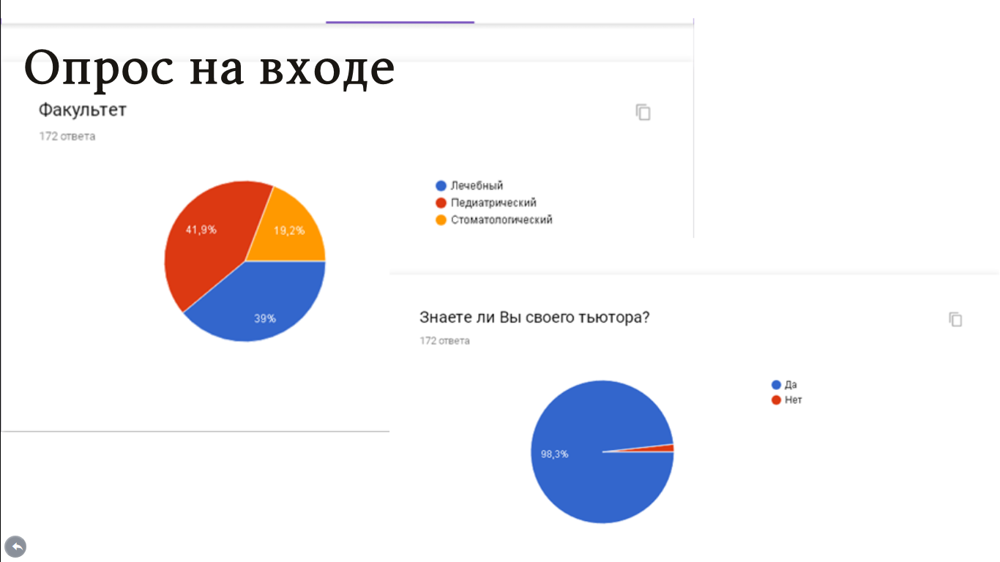 Опрос на входе
Факультет
172 ответа
Лечебный
Педиатрический
Стоматологический
41,9%
19,2%
39%
Знаете ли Вы своего тьютора?
172 ответа
Да
Нет
98,3%